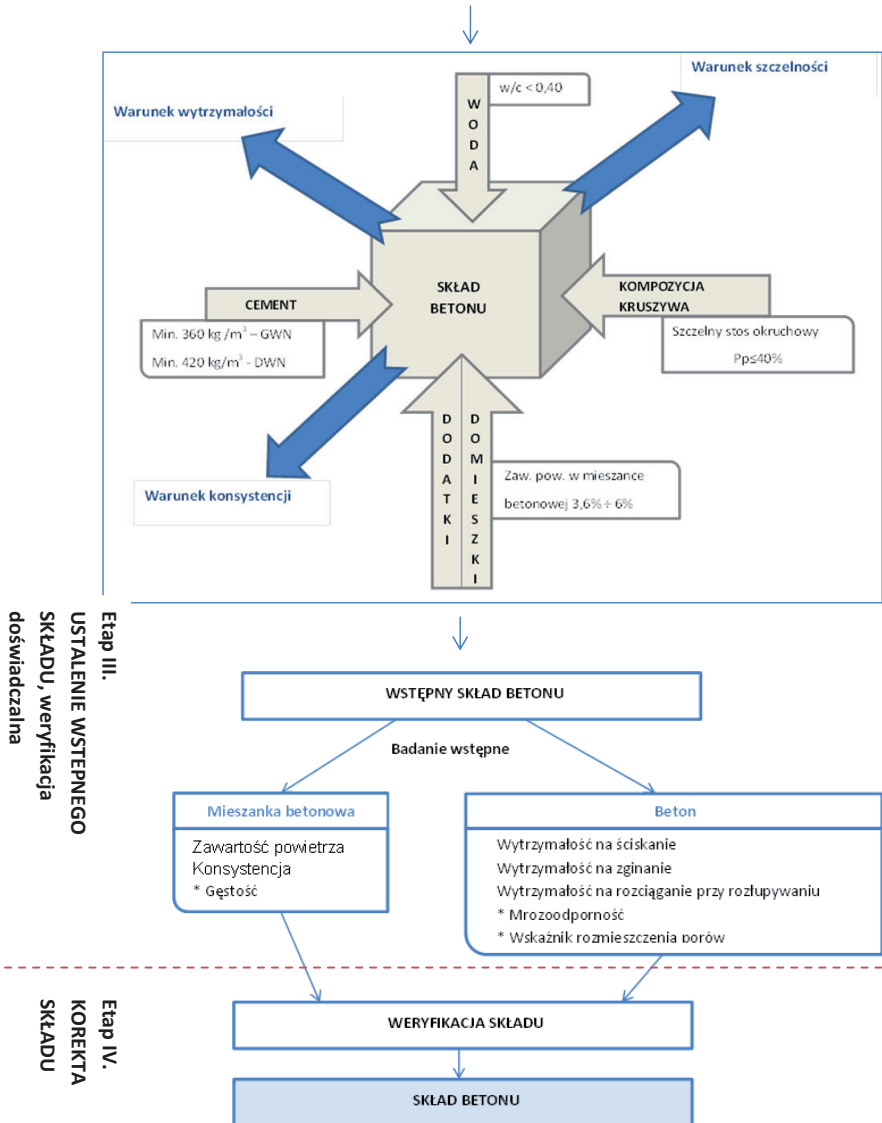 Warunek szczelności
w/c < 0,40
Warunek wytrzymałości
WODA
SKŁAD
BETONU
CEMENT
Min. 360 kg /m³ – GWN
Min. 420 kg/m³ - DWN
KOMPOZYCJA
KRUSZYWA
Szczelny stos okruchowy
Pp≤40%
DODATKI
DOMIESZKI
Zaw. pow. w mieszance
betonowej 3,6% ÷ 6%
Warunek konsystencji
Etap III.
USTALENIE WSTEPNEGO
SKŁADU, weryfikacja
doświadczalna
WSTĘPNY SKŁAD BETONU
Badanie wstępne
Mieszanka betonowa
Zawartość powietrza
Konsystencja
* Gęstość
Beton
Wytrzymałość na ściskanie
Wytrzymałość na zginanie
Wytrzymałość na rozciąganie przy rozłupywaniu
* Mrozoodporność
* Wskaźnik rozmieszczenia porów
Etap IV.
KOREKTA
SKŁADU
WERYFIKACJA SKŁADU
SKŁAD BETONU